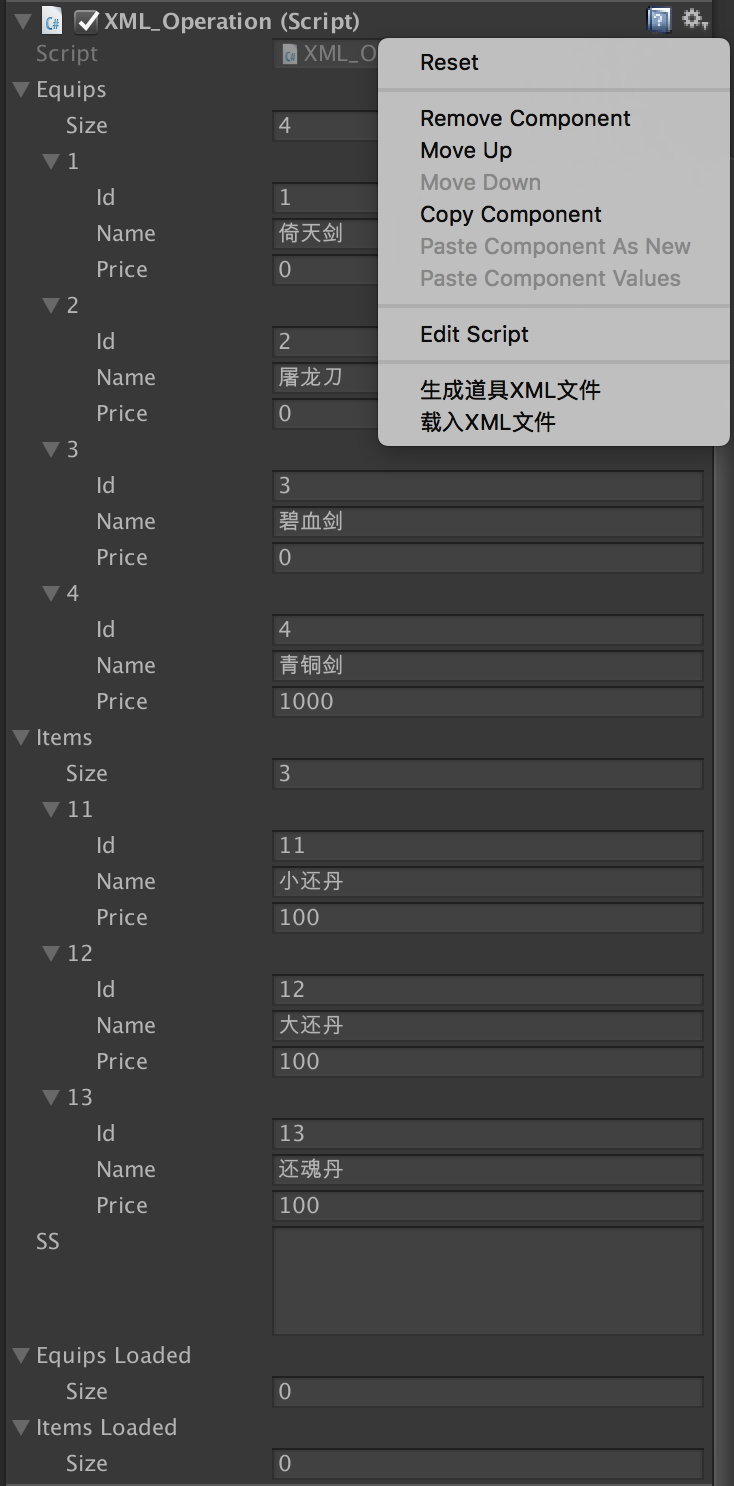 XML_Operation (Script)
Script XML_O
Equips
Size 4
1
Id 1
Name 倚天剑
Price 0
2
Id 2
Name 屠龙刀
Price 0
3
Id 3
Name 碧血剑
Price 0
4
Id 4
Name 青铜剑
Price 1000
Items
Size 3
11
Id 11
Name 小还丹
Price 100
12
Id 12
Name 大还丹
Price 100
13
Id 13
Name 还魂丹
Price 100
SS
Equips Loaded
Size 0
Items Loaded
Size 0
Reset
Remove Component
Move Up
Move Down
Copy Component
Paste Component As New
Paste Component Values
Edit Script
生成道具XML文件
载入XML文件